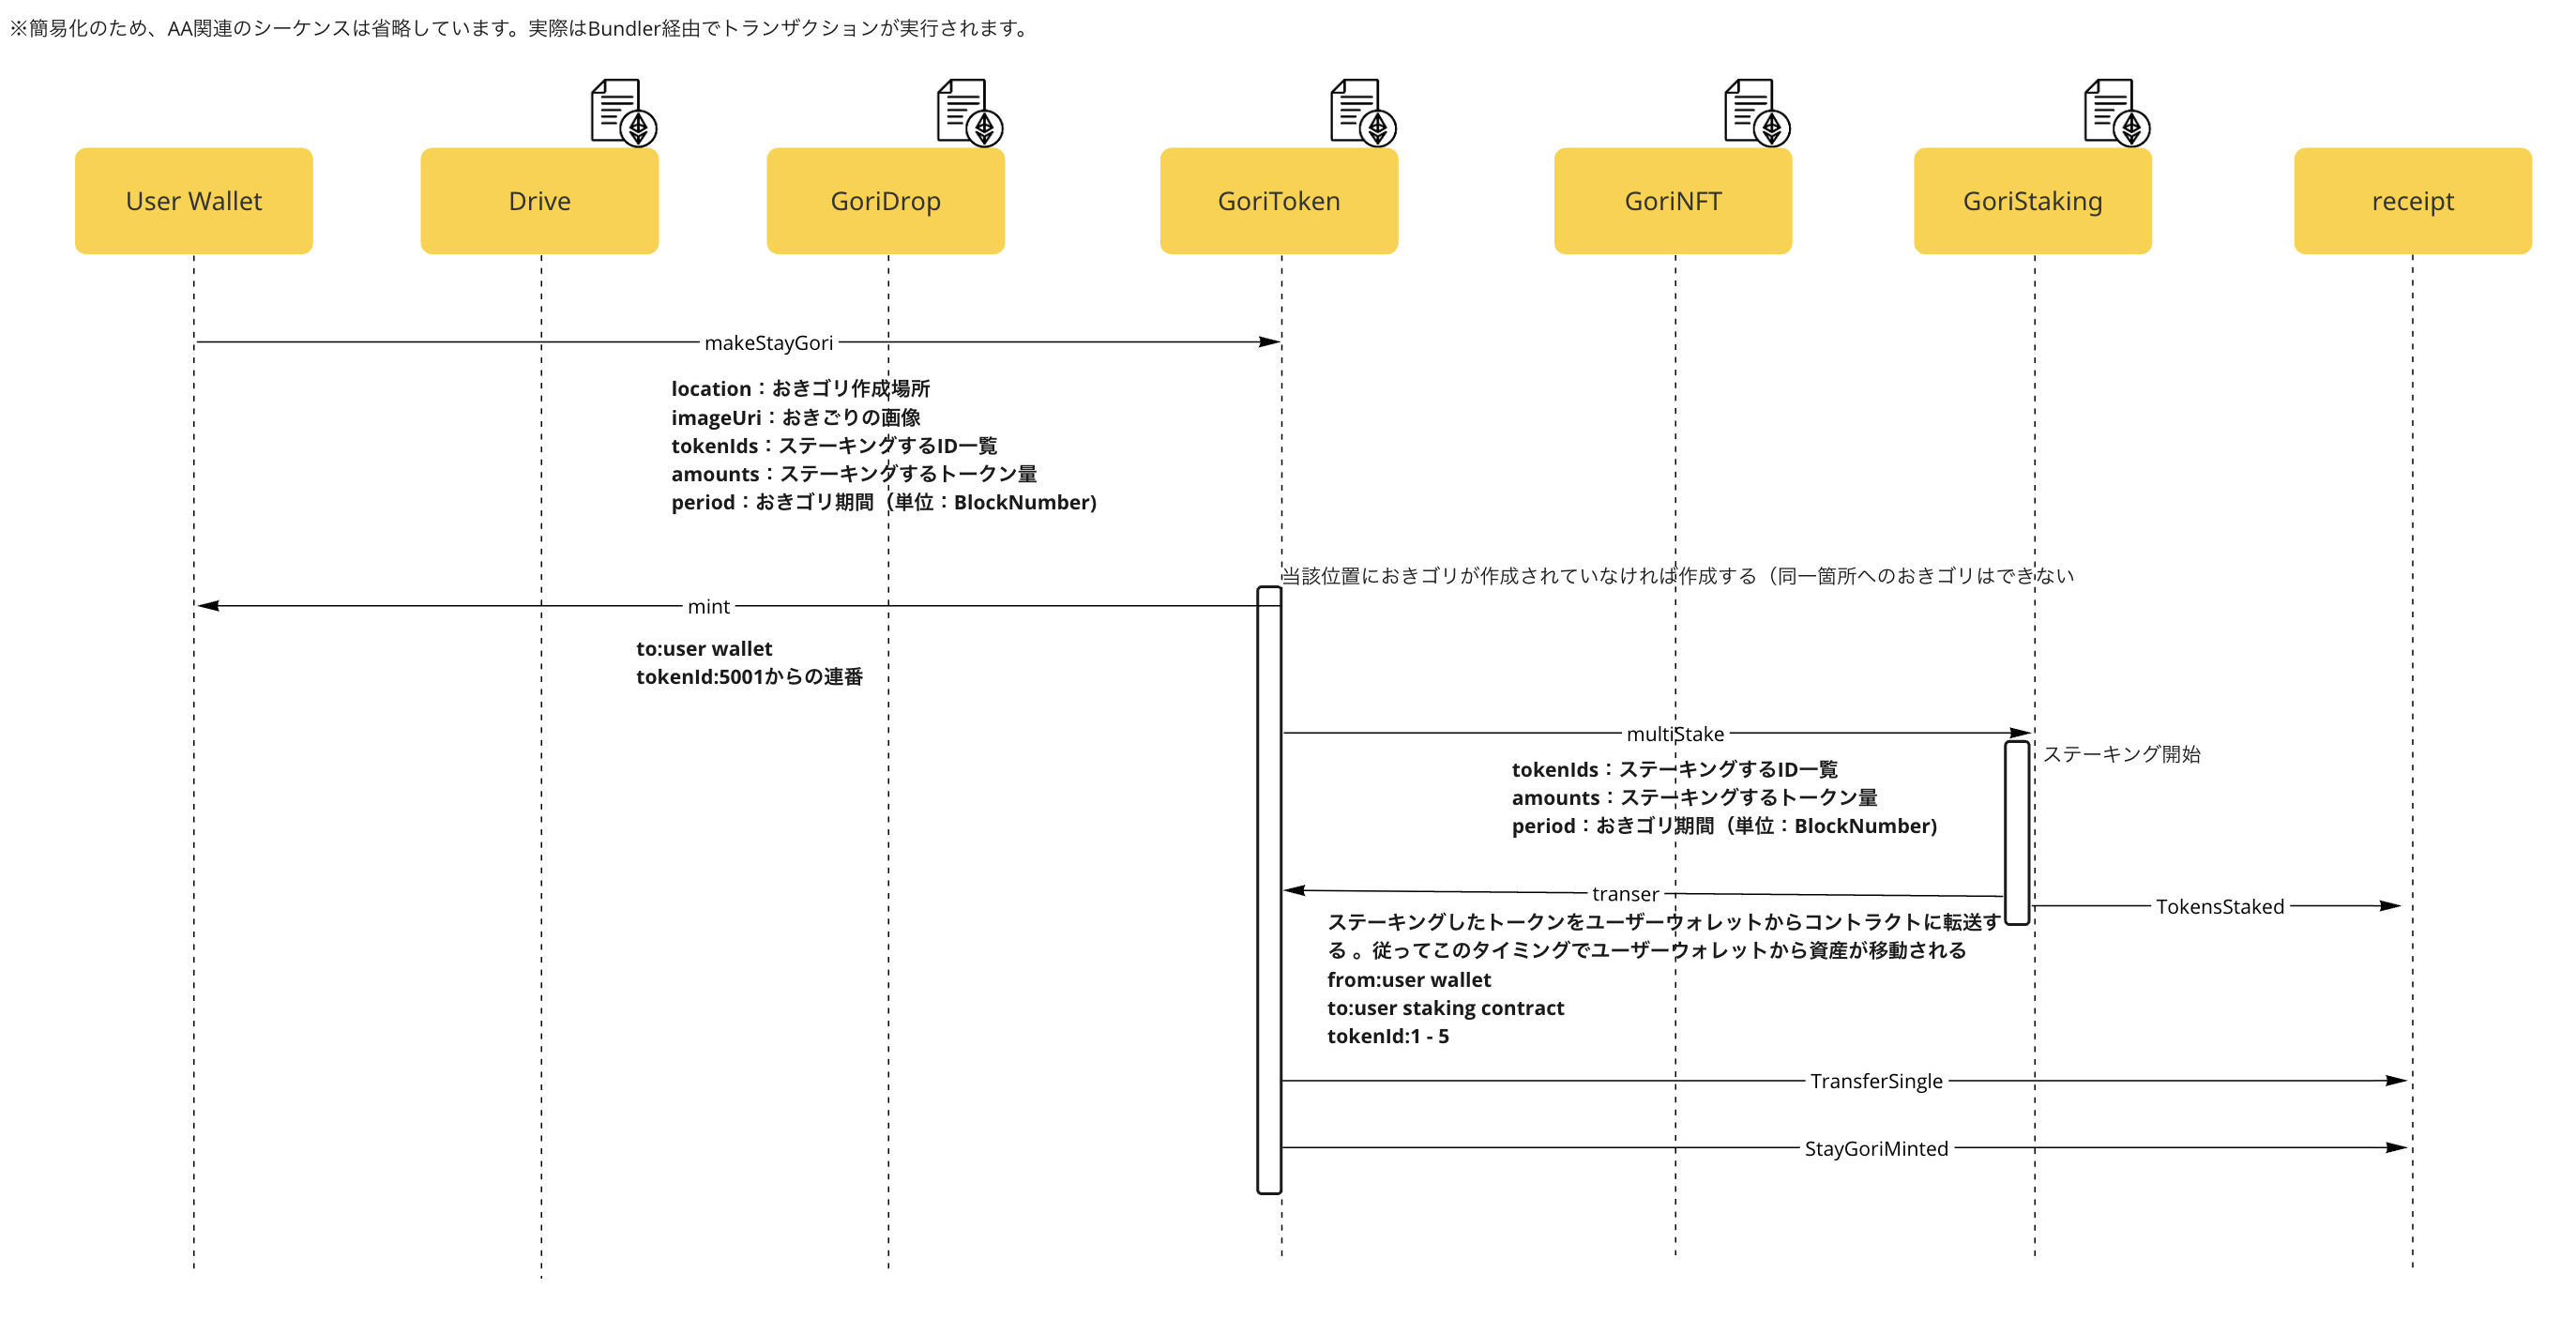 ※簡易化のため、AA関連のシーケンスは省略しています。実際はBundler経由でトランザクションが実行されます。
User Wallet
Drive
GoriDrop
GoriToken
GoriNFT
GoriStaking
receipt
makeStayGori
location：おきゴリ作成場所
imageUri：おきごりの画像
tokenIds：ステーキングするID一覧
amounts：ステーキングするトークン量
period：おきゴリ期間（単位：BlockNumber)
当該位置におきゴリが作成されていなければ作成する（同一箇所へのおきゴリはできない
mint
to:user wallet
tokenId:5001からの連番
multiStake
ステーキング開始
tokenIds：ステーキングするID一覧
amounts：ステーキングするトークン量
period：おきゴリ期間（単位：BlockNumber)
transer
TokensStaked
ステーキングしたトークンをユーザーウォレットからコントラクトに転送す
る 。従ってこのタイミングでユーザーウォレットから資産が移動される
from:user wallet
to:user staking contract
tokenId:1 - 5
TransferSingle
StayGoriMinted